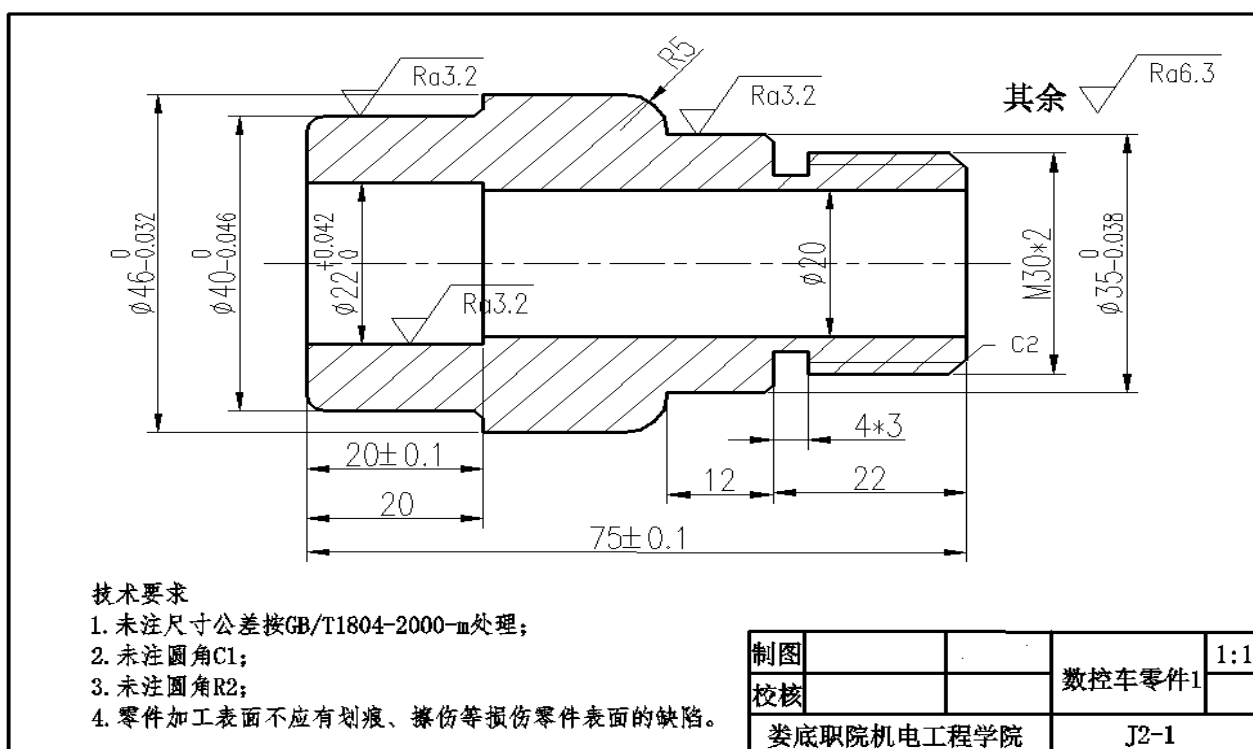 R5
Ra3.2
Ra3.2
其余 Ra6.3
ø46 0 -0.032
ø40 0 -0.046
ø22 +0.042 0
Ra3.2
ø20
M30*2
ø35 0 -0.038
C2
4*3
20±0.1
12
22
20
75±0.1
技术要求
1.未注尺寸公差按GB/T1804-2000-m处理;
2.未注圆角C1;
3.未注圆角R2;
4.零件加工表面不应有划痕、擦伤等损伤零件表面的缺陷。
制图
数控车零件1
1:1
校核
娄底职院机电工程学院
J2-1